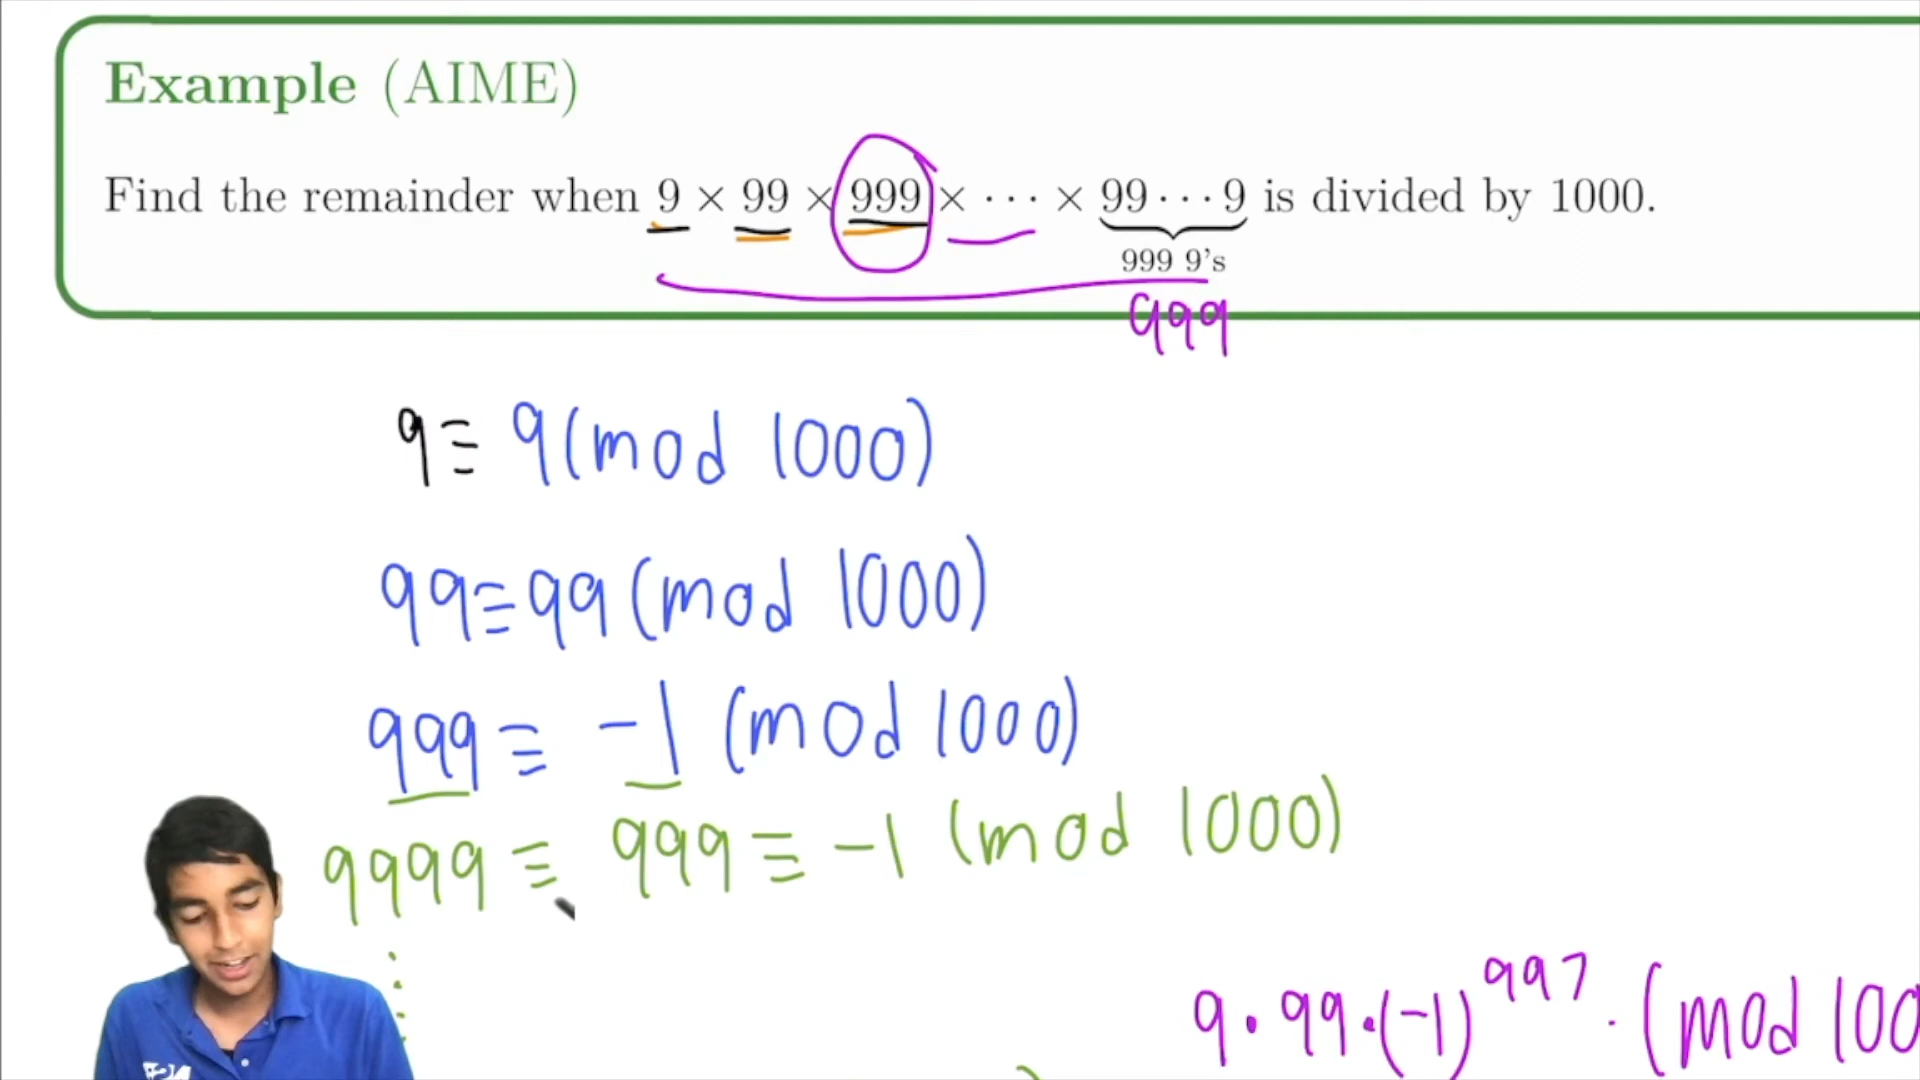 Example (AIME)
Find the remainder when 9 × 99 × 999 × ⋯ × 99⋯9 is divided by 1000.
999 9's
999
9 ≡ 9 (mod 1000)
99 ≡ 99 (mod 1000)
999 ≡ -1 (mod 1000)
9999 ≡ 999 ≡ -1 (mod 1000)
9 · 99 · (-1)^997 · (mod 100